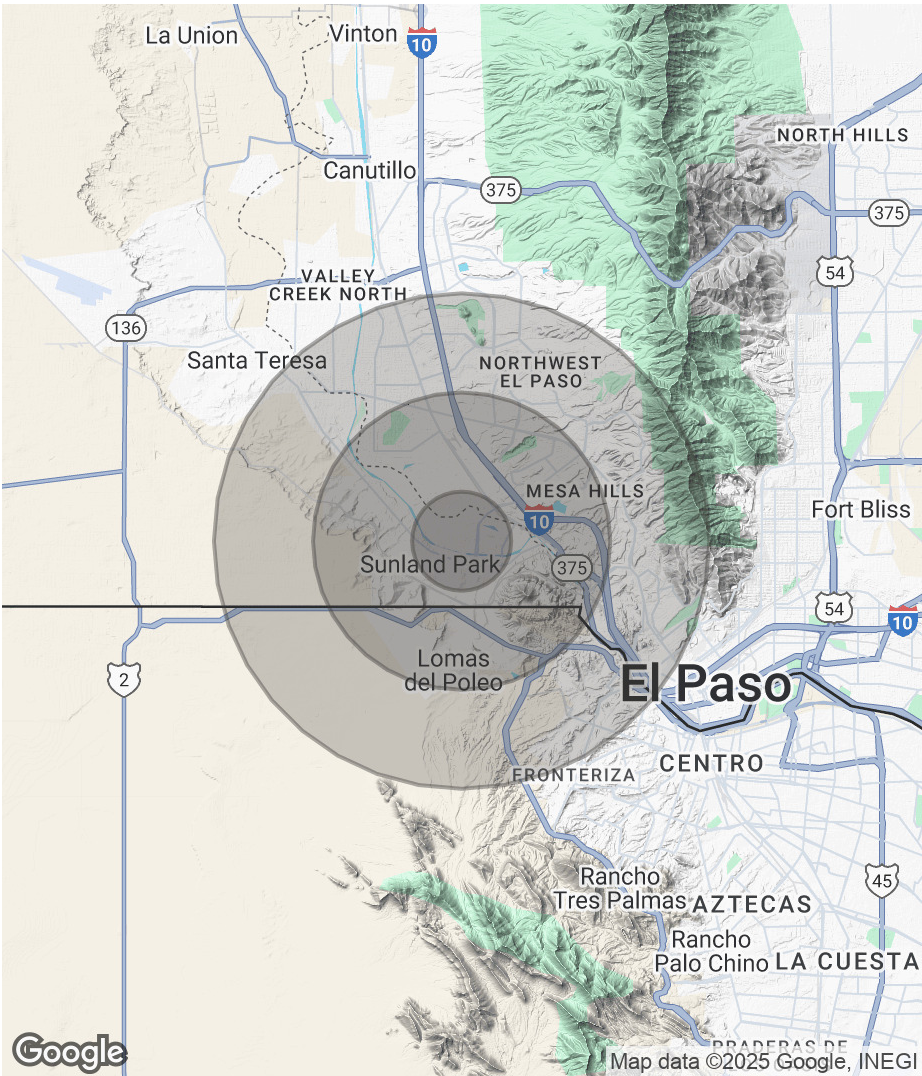 La Union
Vinton
10
NORTH HILLS
Canutillo
375
375
54
VALLEY
CREEK NORTH
136
Santa Teresa
NORTHWEST
EL PASO
MESA HILLS
10
Fort Bliss
Sunland Park
375
54
10
2
Lomas
del Poleo
El Paso
CENTRO
FRONTERIZA
45
Rancho
Tres Palmas
AZTECAS
Rancho
Palo Chino
LA CUESTA
PRADERAS DE
Google
Map data ©2025 Google, INEGI